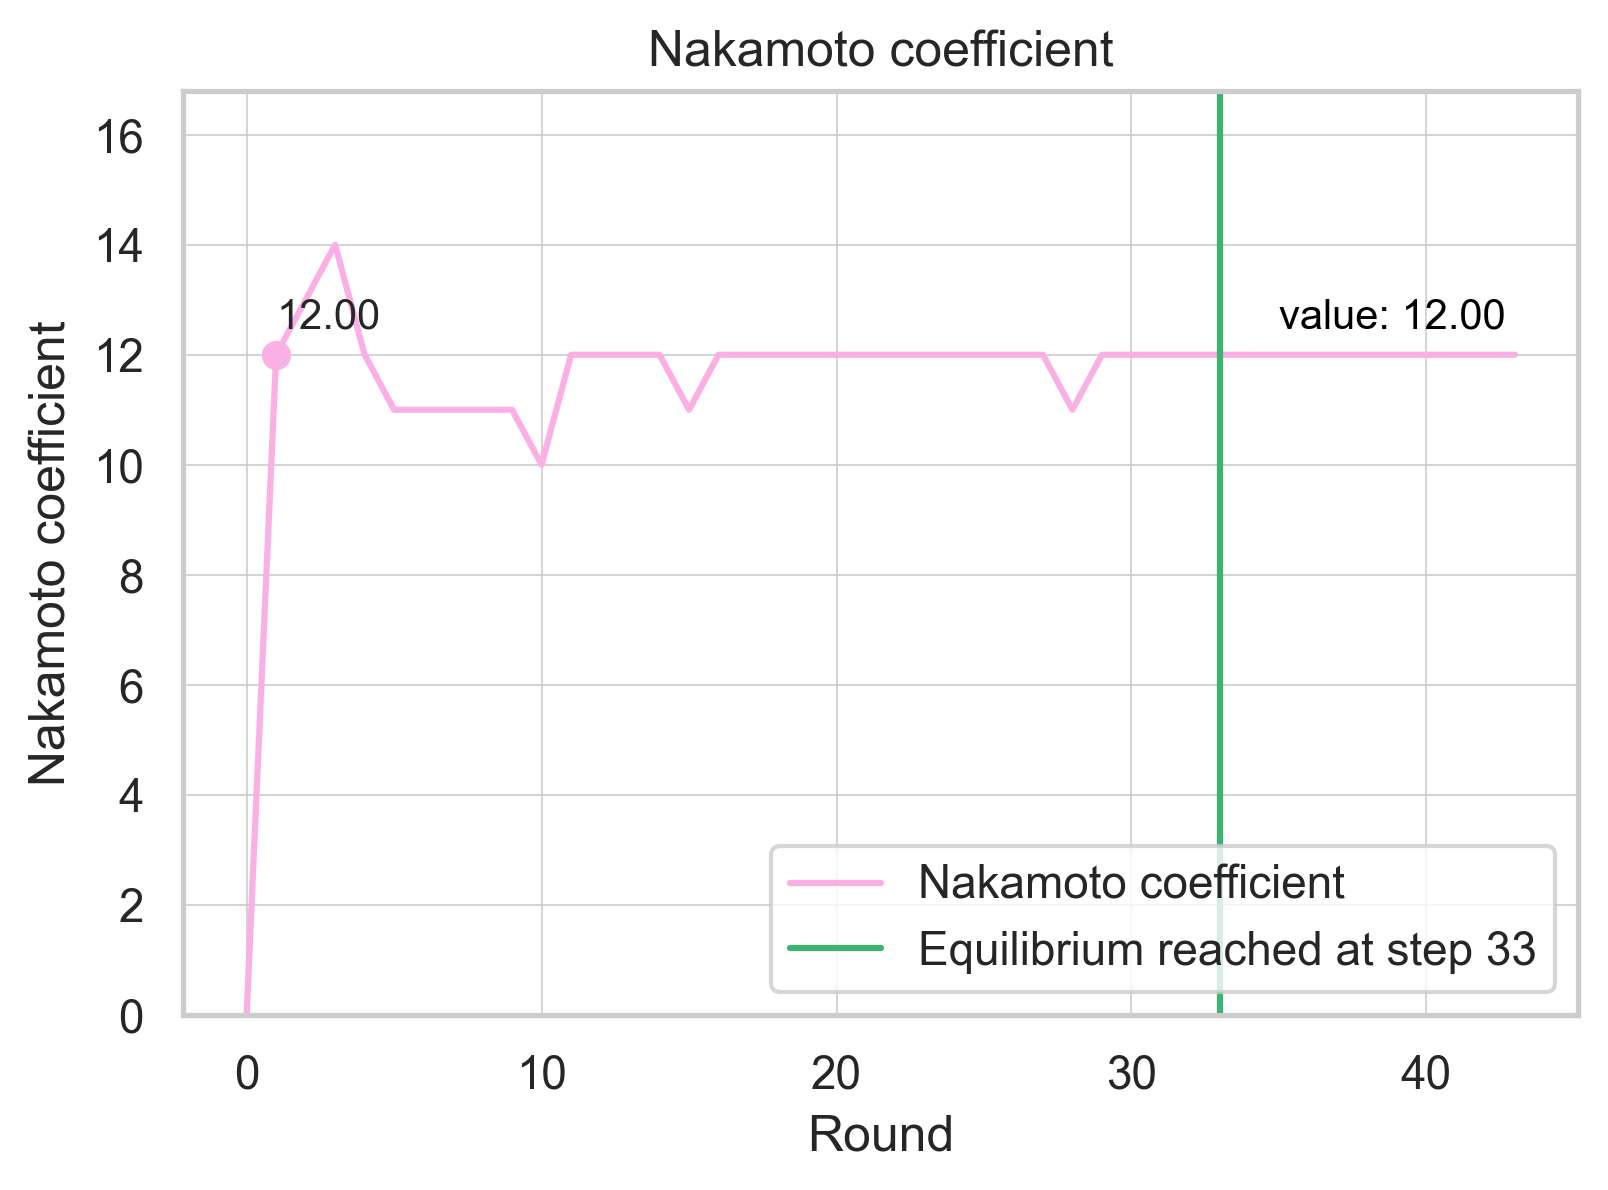 Nakamoto coefficient
Nakamoto coefficient
16
14
12
10
8
6
4
2
0
12.00
value: 12.00
Nakamoto coefficient
Equilibrium reached at step 33
0 10 20 30 40
Round